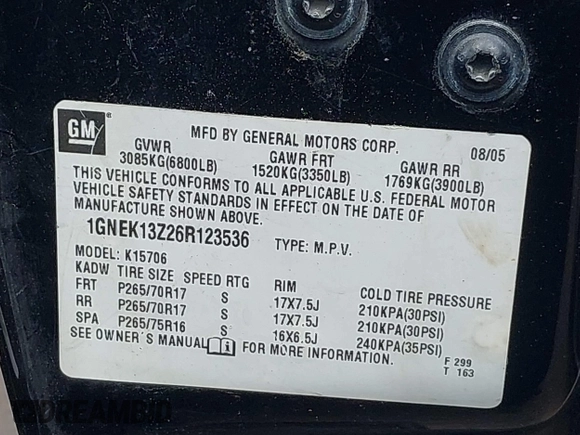 GM
MFD BY GENERAL MOTORS CORP. 08/05
GVWR GAWR FRT GAWR RR
3085KG(6800LB) 1520KG(3350LB) 1769KG(3900LB)
THIS VEHICLE CONFORMS TO ALL APPLICABLE U.S. FEDERAL MOTOR
VEHICLE SAFETY STANDARDS IN EFFECT ON THE DATE OF
MANUFACTURE SHOWN ABOVE.
1GNEK13Z26R123536 TYPE: M.P.V.
MODEL: K15706
KADW TIRE SIZE SPEED RTG RIM COLD TIRE PRESSURE
FRT P265/70R17 S 17X7.5J 210KPA(30PSI)
RR P265/70R17 S 17X7.5J 210KPA(30PSI)
SPA P265/75R16 S 16X6.5J 240KPA(35PSI)
SEE OWNER'S MANUAL i FOR MORE INFORMATION. F 299
T 163
DREAMBID